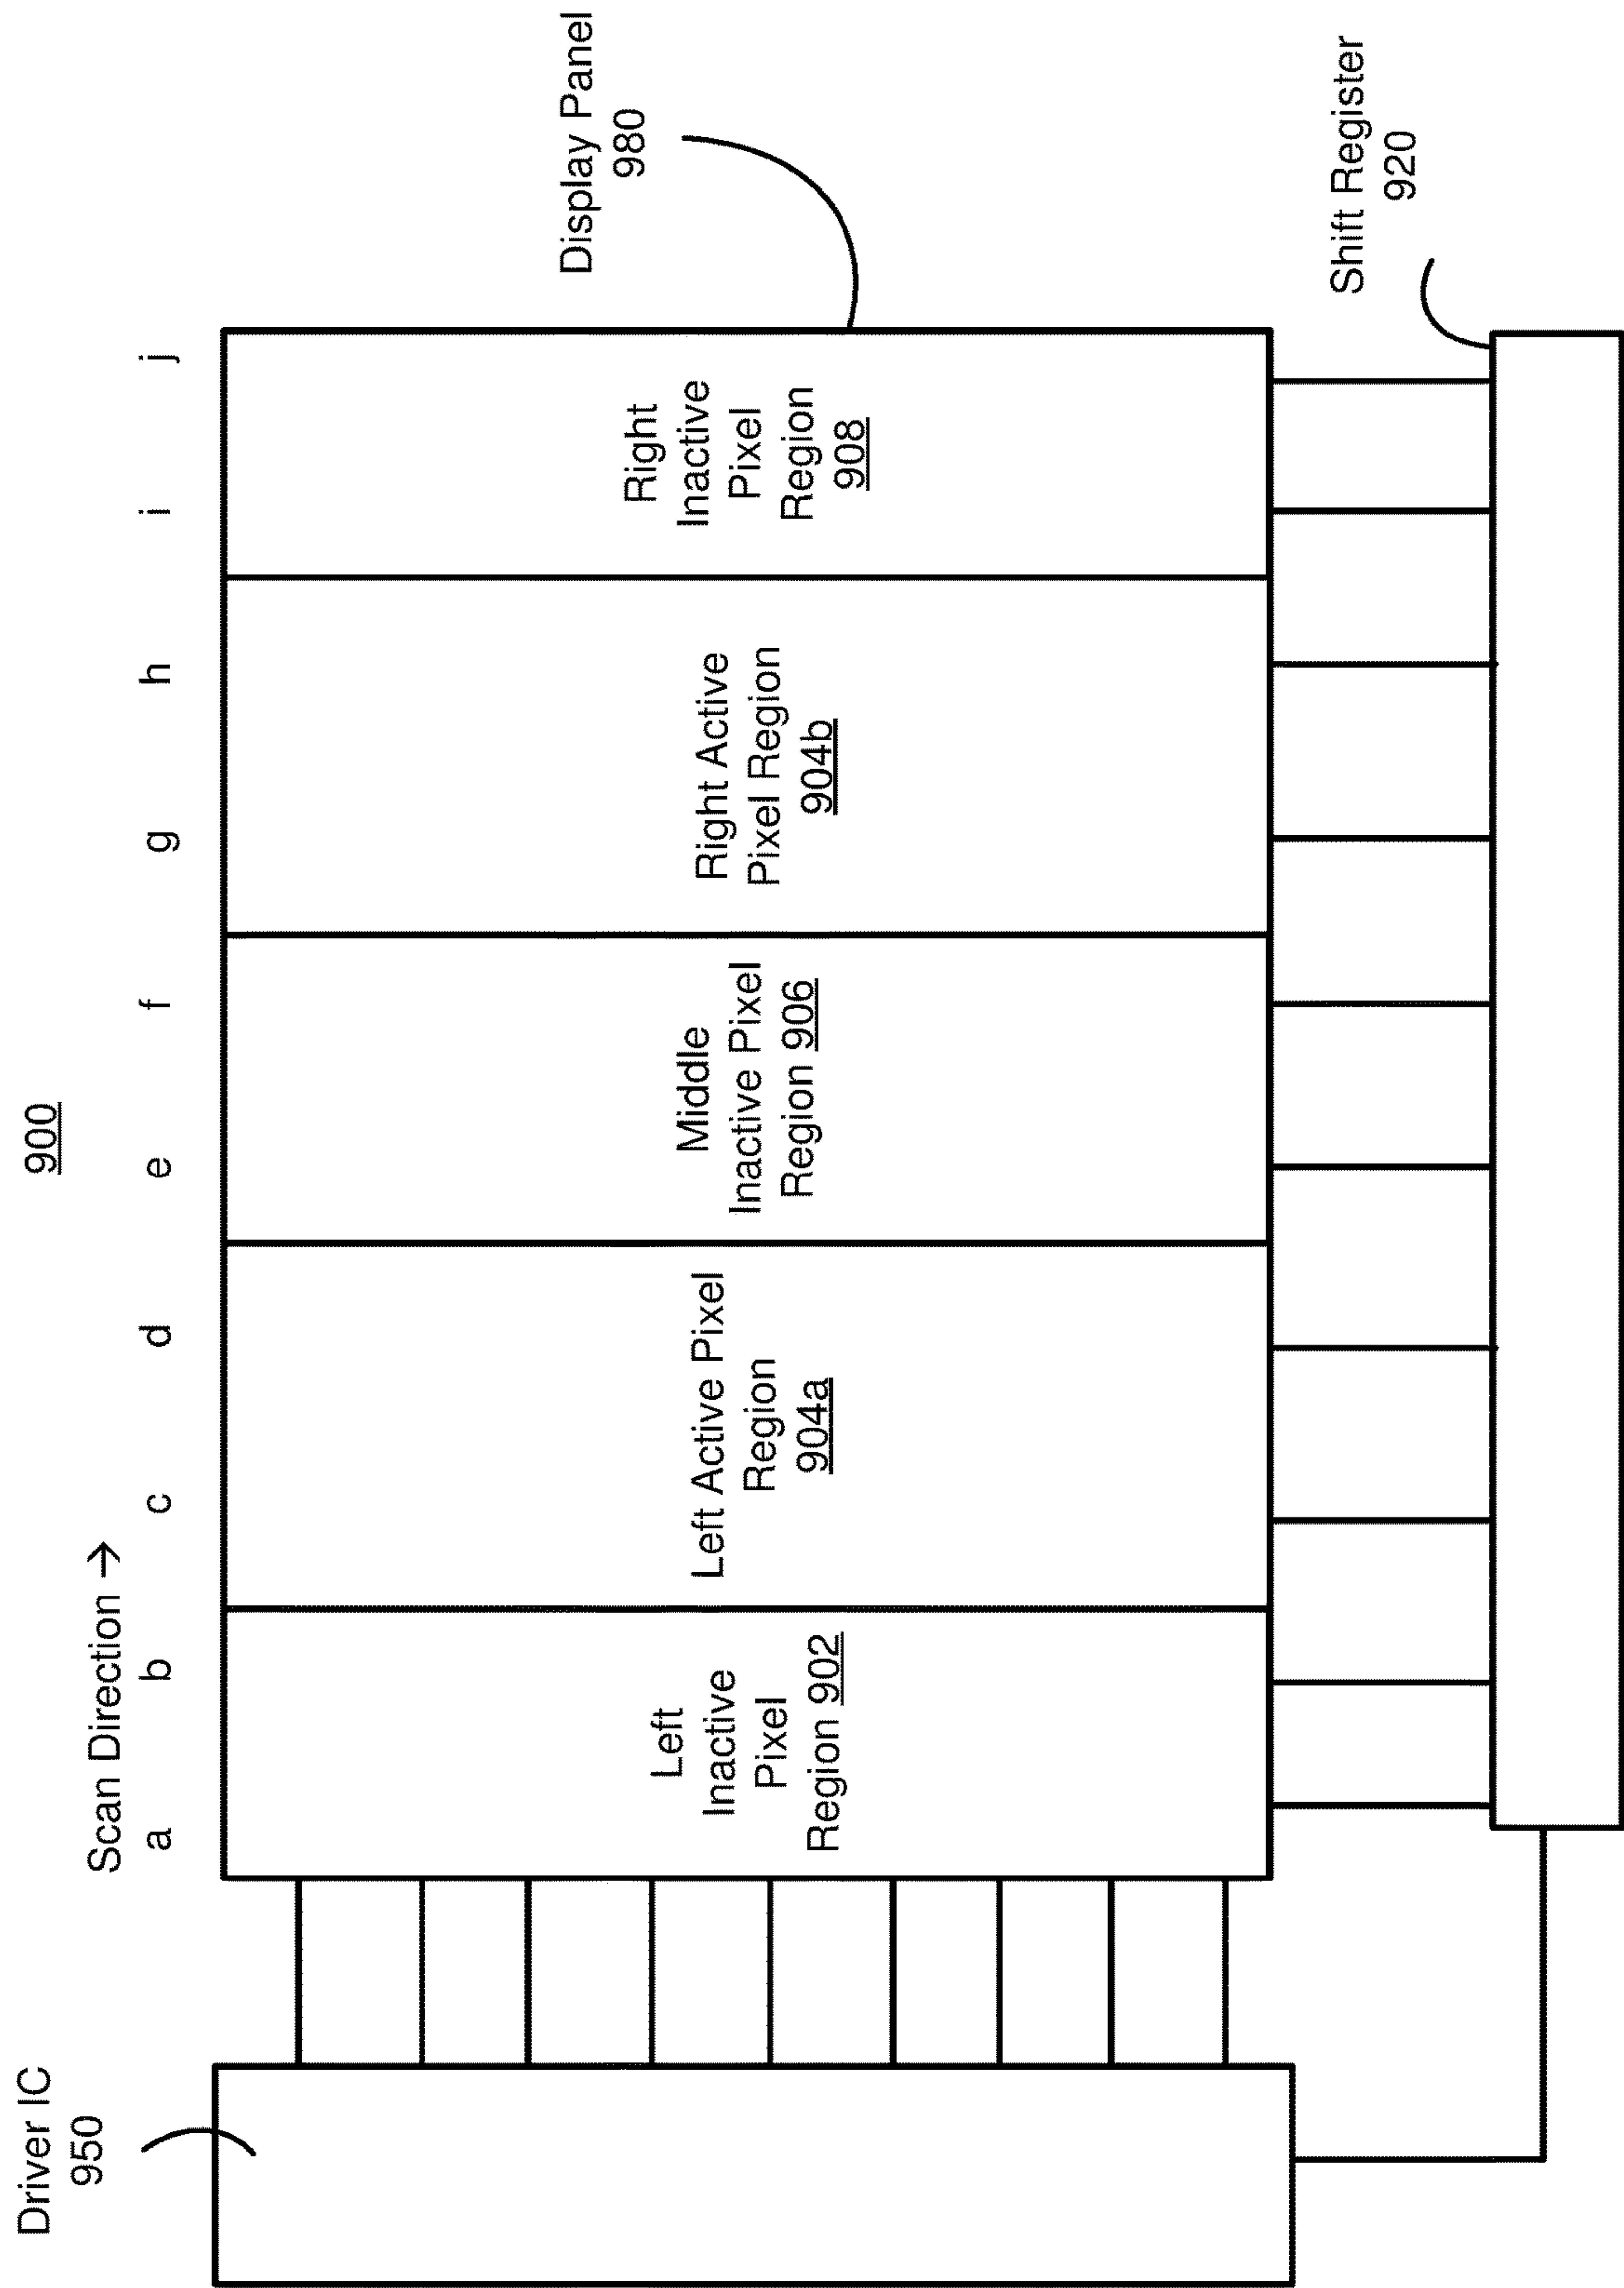 900
Driver IC
950
Scan Direction →
a b c d e f g h i j
Left
Inactive
Pixel
Region 902
Left Active Pixel
Region
904a
Middle
Inactive Pixel
Region 906
Right Active
Pixel Region
904b
Right
Inactive
Pixel
Region
908
Display Panel
980
Shift Register
920